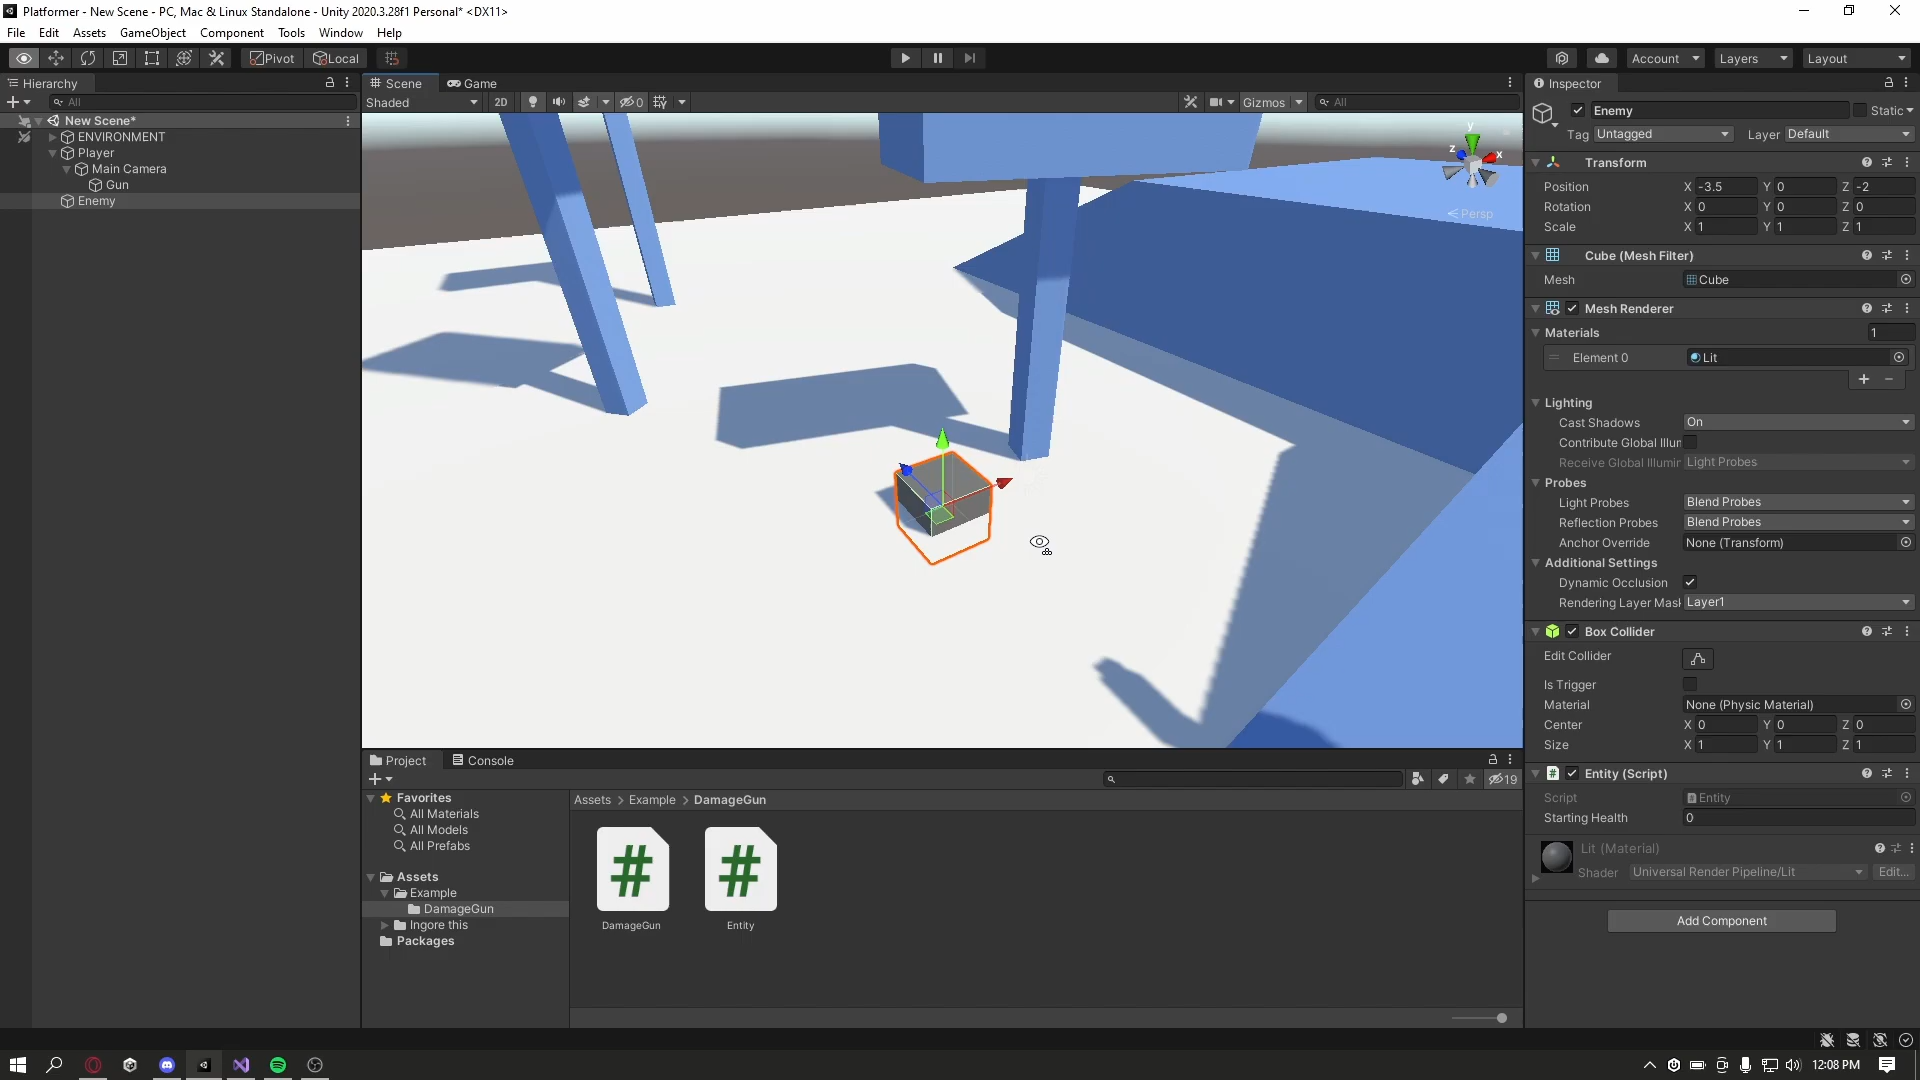 Platformer - New Scene - PC, Mac & Linux Standalone - Unity 2020.3.28f1 Personal* <DX11>
File Edit Assets GameObject Component Tools Window Help
Pivot Local Account Layers Layout
Hierarchy
All
New Scene*
ENVIRONMENT
Player
Main Camera
Gun
Enemy
Scene Game
Shaded 2D 0 Gizmos All
y
z x
Persp
Project Console
19
Favorites
All Materials
All Models
All Prefabs
Assets
Example
DamageGun
Ingore this
Packages
Assets > Example > DamageGun
# #
DamageGun Entity
Inspector
Enemy Static
Tag Untagged Layer Default
Transform
Position X -3.5 Y 0 Z -2
Rotation X 0 Y 0 Z 0
Scale X 1 Y 1 Z 1
Cube (Mesh Filter)
Mesh Cube
Mesh Renderer
Materials 1
Element 0 Lit
Lighting
Cast Shadows On
Contribute Global Illun
Receive Global Illumir Light Probes
Probes
Light Probes Blend Probes
Reflection Probes Blend Probes
Anchor Override None (Transform)
Additional Settings
Dynamic Occlusion
Rendering Layer Mask Layer1
Box Collider
Edit Collider
Is Trigger
Material None (Physic Material)
Center X 0 Y 0 Z 0
Size X 1 Y 1 Z 1
# Entity (Script)
Script Entity
Starting Health 0
Lit (Material)
Shader Universal Render Pipeline/Lit Edit...
Add Component
12:08 PM